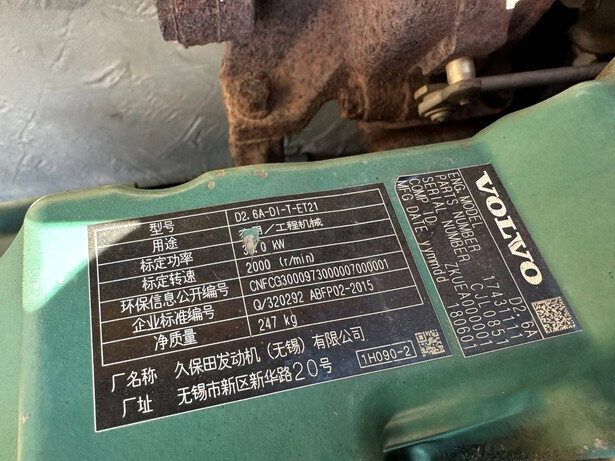 型号 D2.6A-DI-T-ET21
用途 /工程机械
标定功率 kW
标定转速 2000 (r/min)
环保信息公开编号 CNFCG3000973000007000001
企业标准编号 Q/320292 ABFP02-2015
净质量 247 kg
厂名称 久保田发动机(无锡)有限公司
厂址 无锡市新区新华路20号
1H090-2
VOLVO
ENG.MODEL D2.6A
PARTS NUMBER 17431111
SERIAL NUMBER
COMP ID
MFG DATE yymmdd